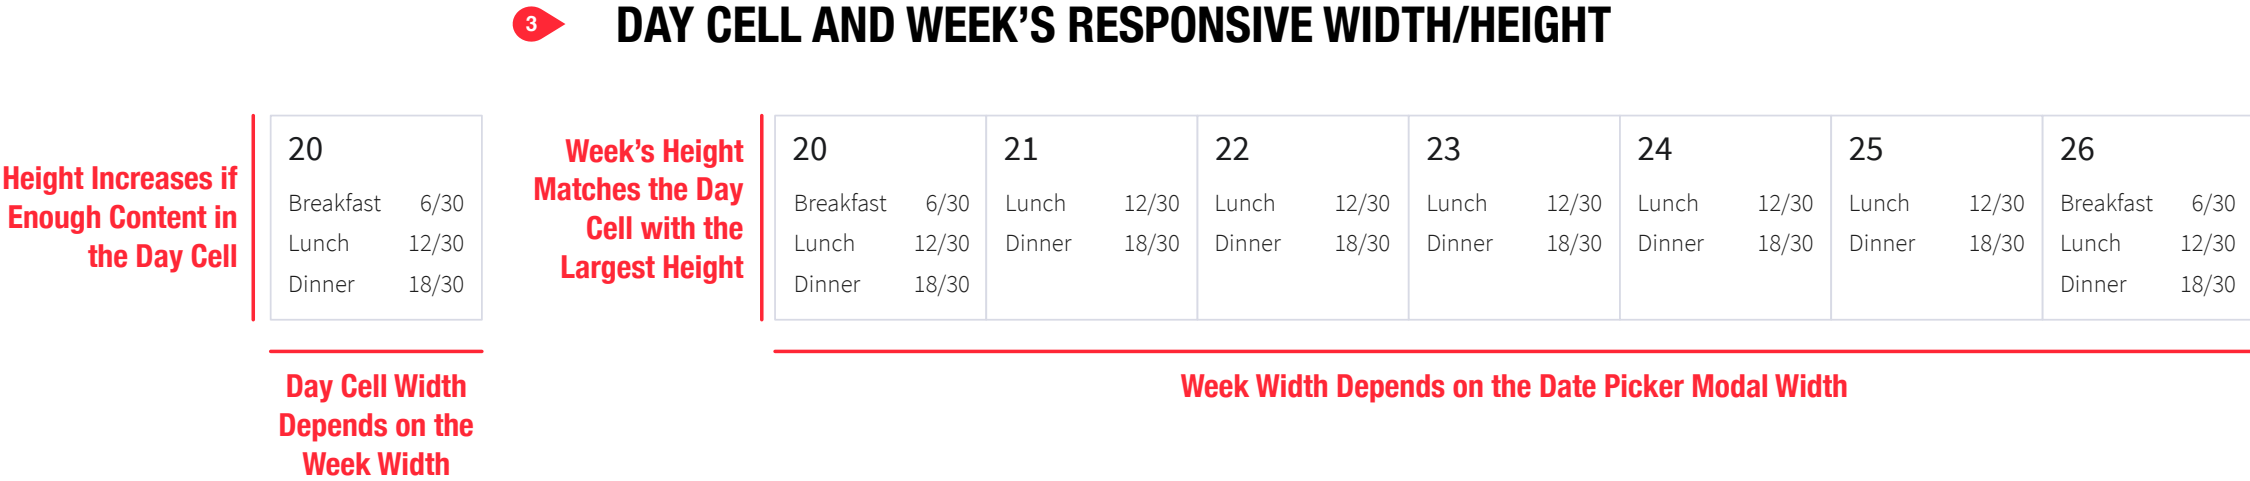 3 DAY CELL AND WEEK'S RESPONSIVE WIDTH/HEIGHT
Height Increases if
Enough Content in
the Day Cell
20
Breakfast 6/30
Lunch 12/30
Dinner 18/30
Day Cell Width
Depends on the
Week Width
Week's Height
Matches the Day
Cell with the
Largest Height
20
Breakfast 6/30
Lunch 12/30
Dinner 18/30
21
Lunch 12/30
Dinner 18/30
22
Lunch 12/30
Dinner 18/30
23
Lunch 12/30
Dinner 18/30
24
Lunch 12/30
Dinner 18/30
25
Lunch 12/30
Dinner 18/30
26
Breakfast 6/30
Lunch 12/30
Dinner 18/30
Week Width Depends on the Date Picker Modal Width